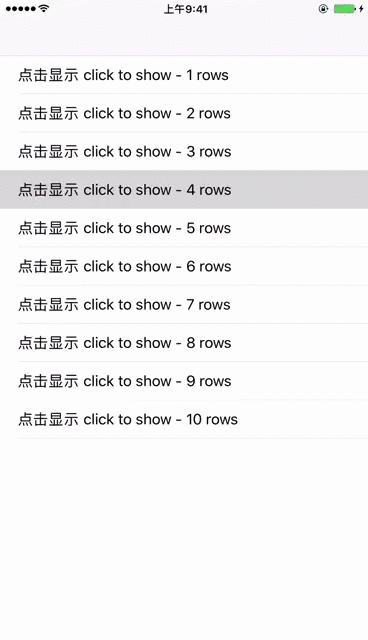 上午9:41
点击显示 click to show - 1 rows
点击显示 click to show - 2 rows
点击显示 click to show - 3 rows
点击显示 click to show - 4 rows
点击显示 click to show - 5 rows
点击显示 click to show - 6 rows
点击显示 click to show - 7 rows
点击显示 click to show - 8 rows
点击显示 click to show - 9 rows
点击显示 click to show - 10 rows